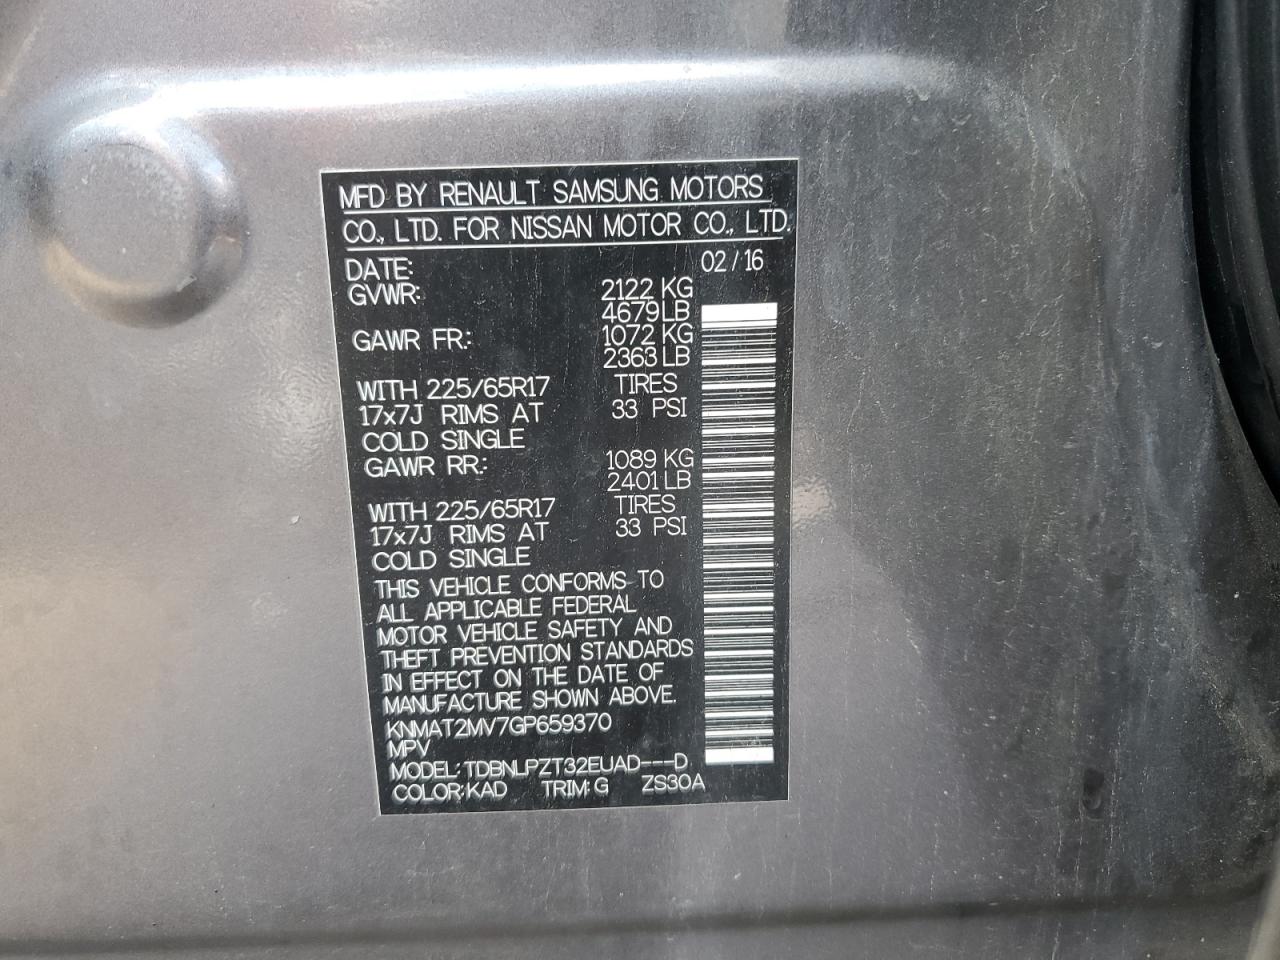 MFD BY RENAULT SAMSUNG MOTORS
CO., LTD. FOR NISSAN MOTOR CO., LTD.
DATE: 02/16
GVWR: 2122 KG
4679 LB
GAWR FR: 1072 KG
2363 LB
WITH 225/65R17 TIRES
17x7J RIMS AT 33 PSI
COLD SINGLE
GAWR RR: 1089 KG
2401 LB
WITH 225/65R17 TIRES
17x7J RIMS AT 33 PSI
COLD SINGLE
THIS VEHICLE CONFORMS TO
ALL APPLICABLE FEDERAL
MOTOR VEHICLE SAFETY AND
THEFT PREVENTION STANDARDS
IN EFFECT ON THE DATE OF
MANUFACTURE SHOWN ABOVE.
KNMAT2MV7GP659370
MPV
MODEL: TDBNLPZT32EUAD---D
COLOR: KAD TRIM: G ZS30A